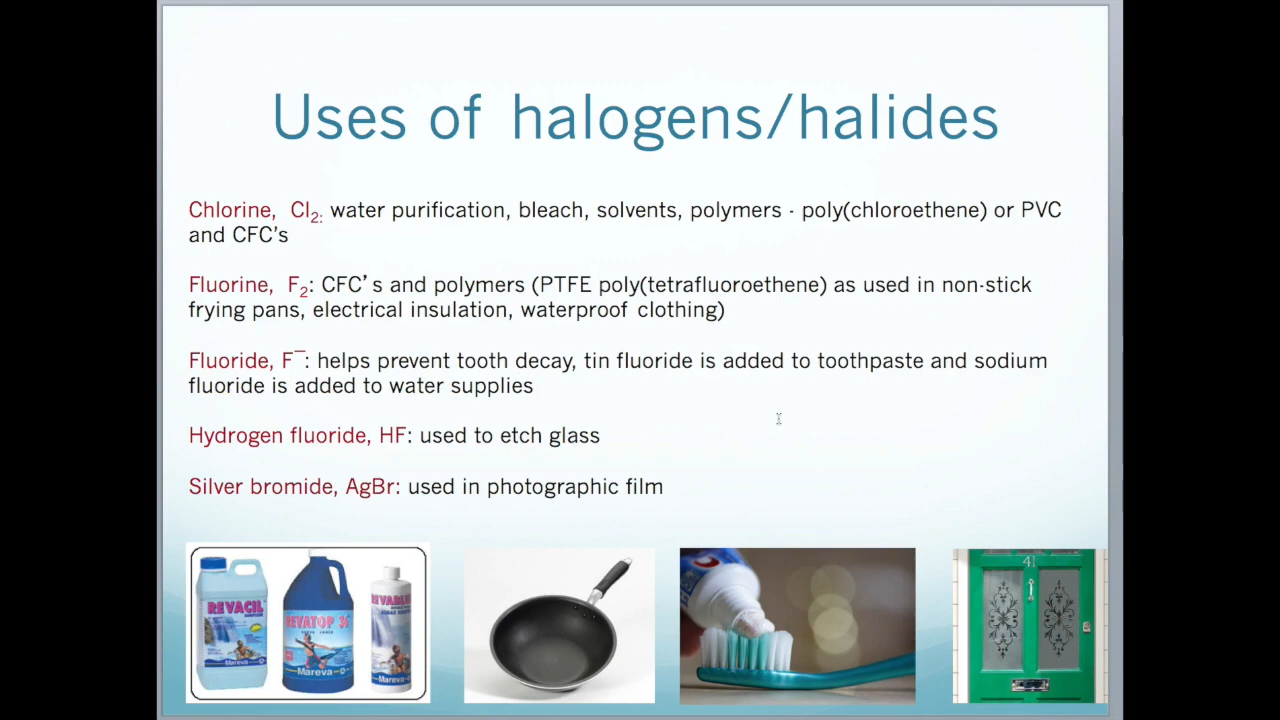 Uses of halogens/halides
Chlorine, Cl2: water purification, bleach, solvents, polymers - poly(chloroethene) or PVC
and CFC's
Fluorine, F2: CFC’s and polymers (PTFE poly(tetrafluoroethene) as used in non-stick
frying pans, electrical insulation, waterproof clothing)
Fluoride, F¯: helps prevent tooth decay, tin fluoride is added to toothpaste and sodium
fluoride is added to water supplies
Hydrogen fluoride, HF: used to etch glass
Silver bromide, AgBr: used in photographic film
REVACIL
Mareva
REVATOP
Mareva
Mareva
41